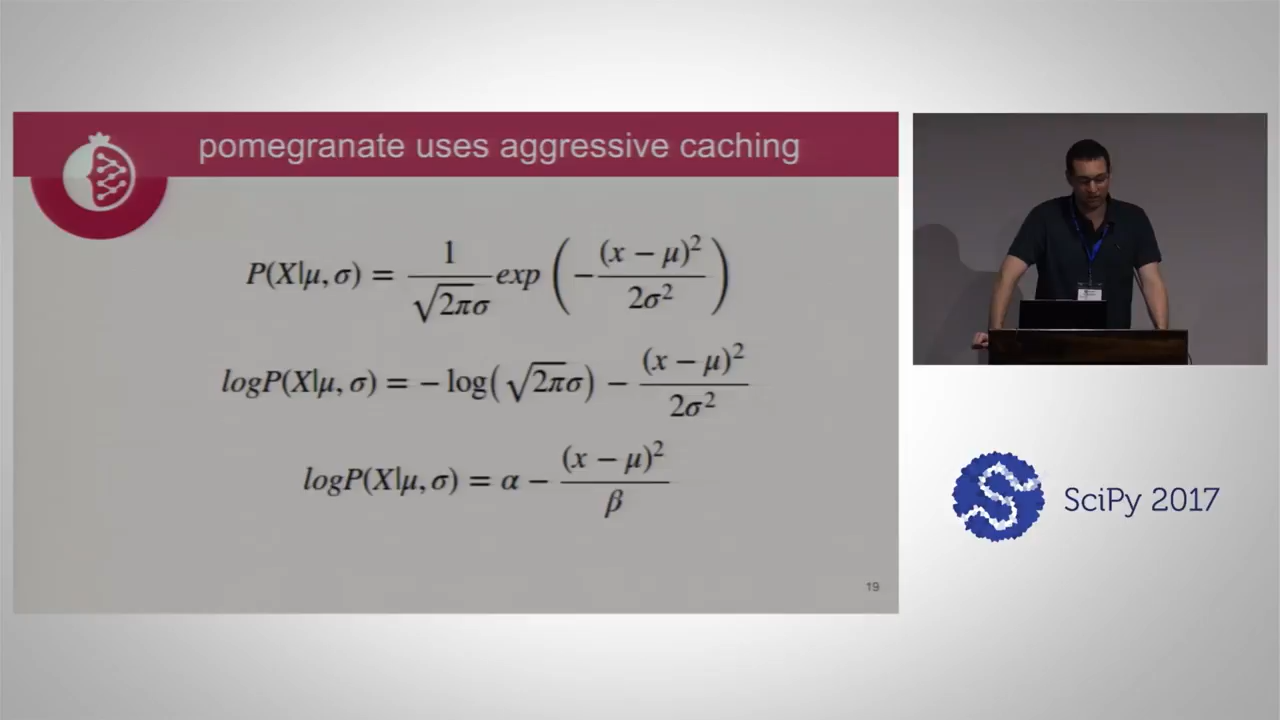 pomegranate uses aggressive caching
P(X|μ, σ) = 1/(√2πσ) exp(−(x − μ)²/2σ²)
logP(X|μ, σ) = − log(√2πσ) − (x − μ)²/2σ²
logP(X|μ, σ) = α − (x − μ)²/β
19
SciPy 2017